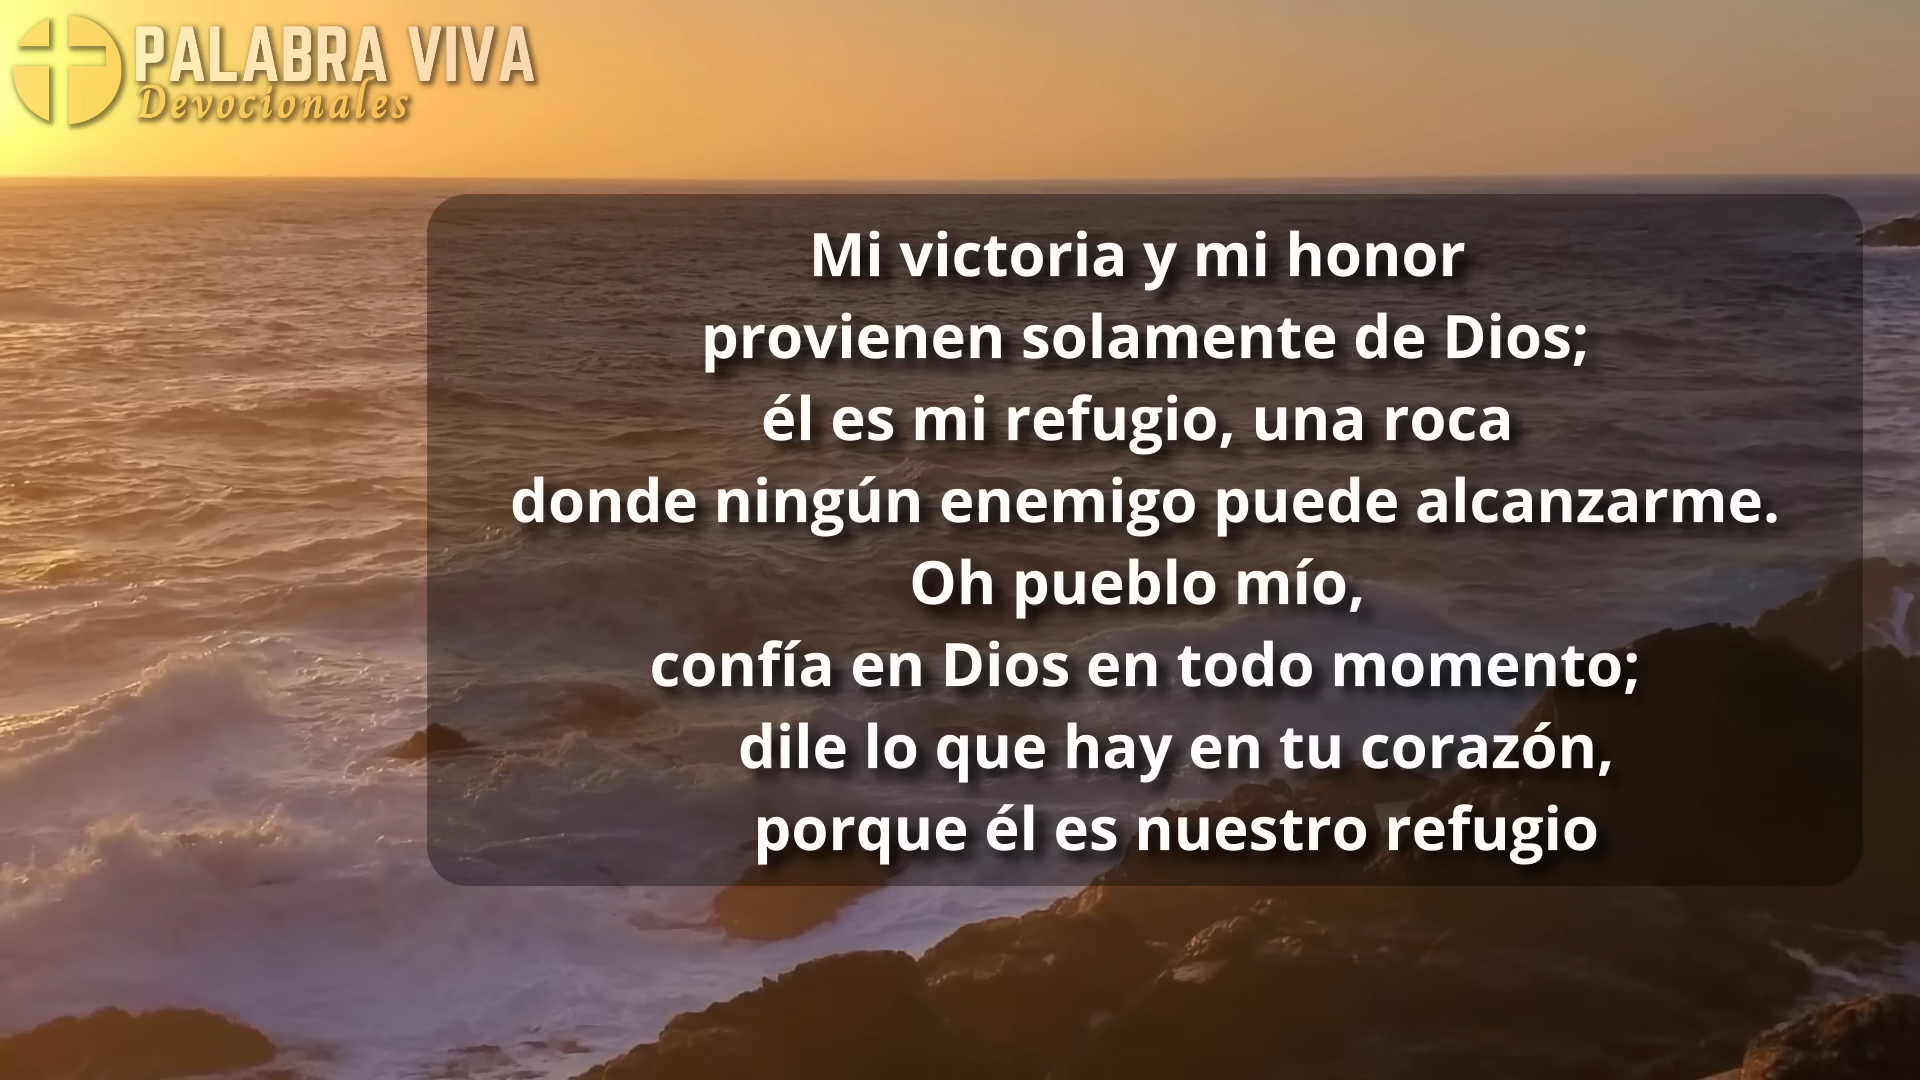 PALABRA VIVA
Devocionales
Mi victoria y mi honor
provienen solamente de Dios;
él es mi refugio, una roca
donde ningún enemigo puede alcanzarme.
Oh pueblo mío,
confía en Dios en todo momento;
dile lo que hay en tu corazón,
porque él es nuestro refugio